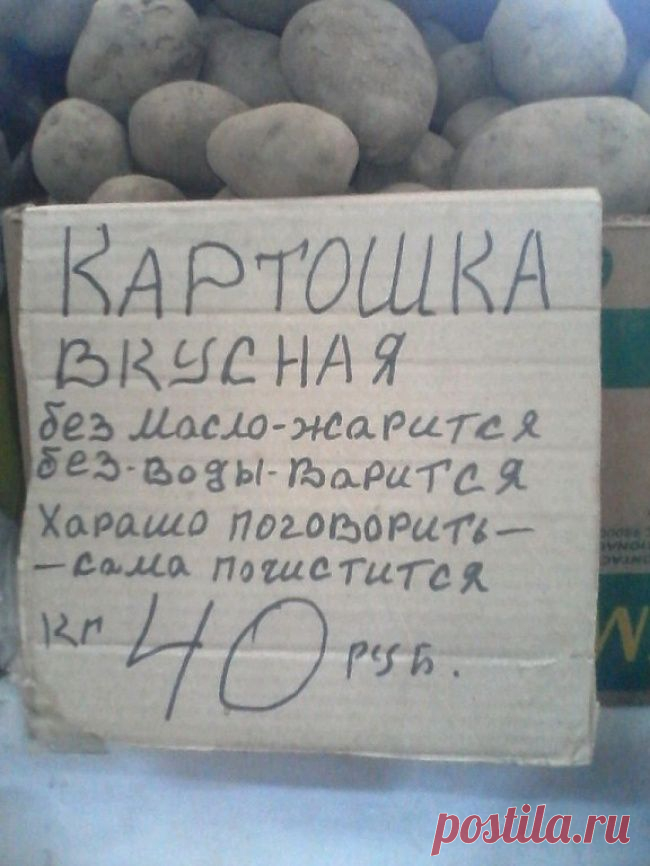 КАРТОШКА
ВКУСНАЯ
без масло-жарится
без-воды-варится
Харашо поговорить-
-сама почистится
кг 40 руб.
postila.ru